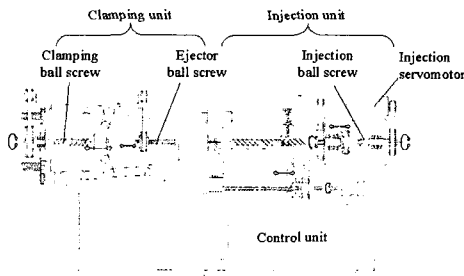 Clamping unit
Injection unit
Clamping
ball screw
Ejector
ball screw
Injection
ball screw
Injection
servomotor
Control unit